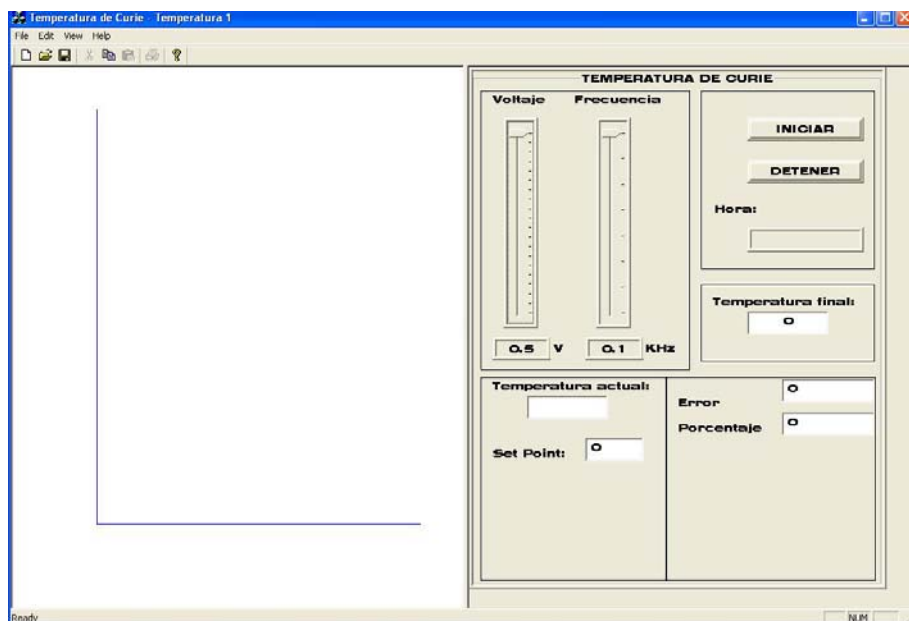 Temperatura de Curie - Temperatura 1
File Edit View Help
TEMPERATURA DE CURIE
Voltaje Frecuencia
INICIAR
DETENER
Hora:
Temperatura final:
0
0.5 V 0.1 KHz
Temperatura actual:
Error 0
Porcentaje 0
Set Point: 0
Ready NUM